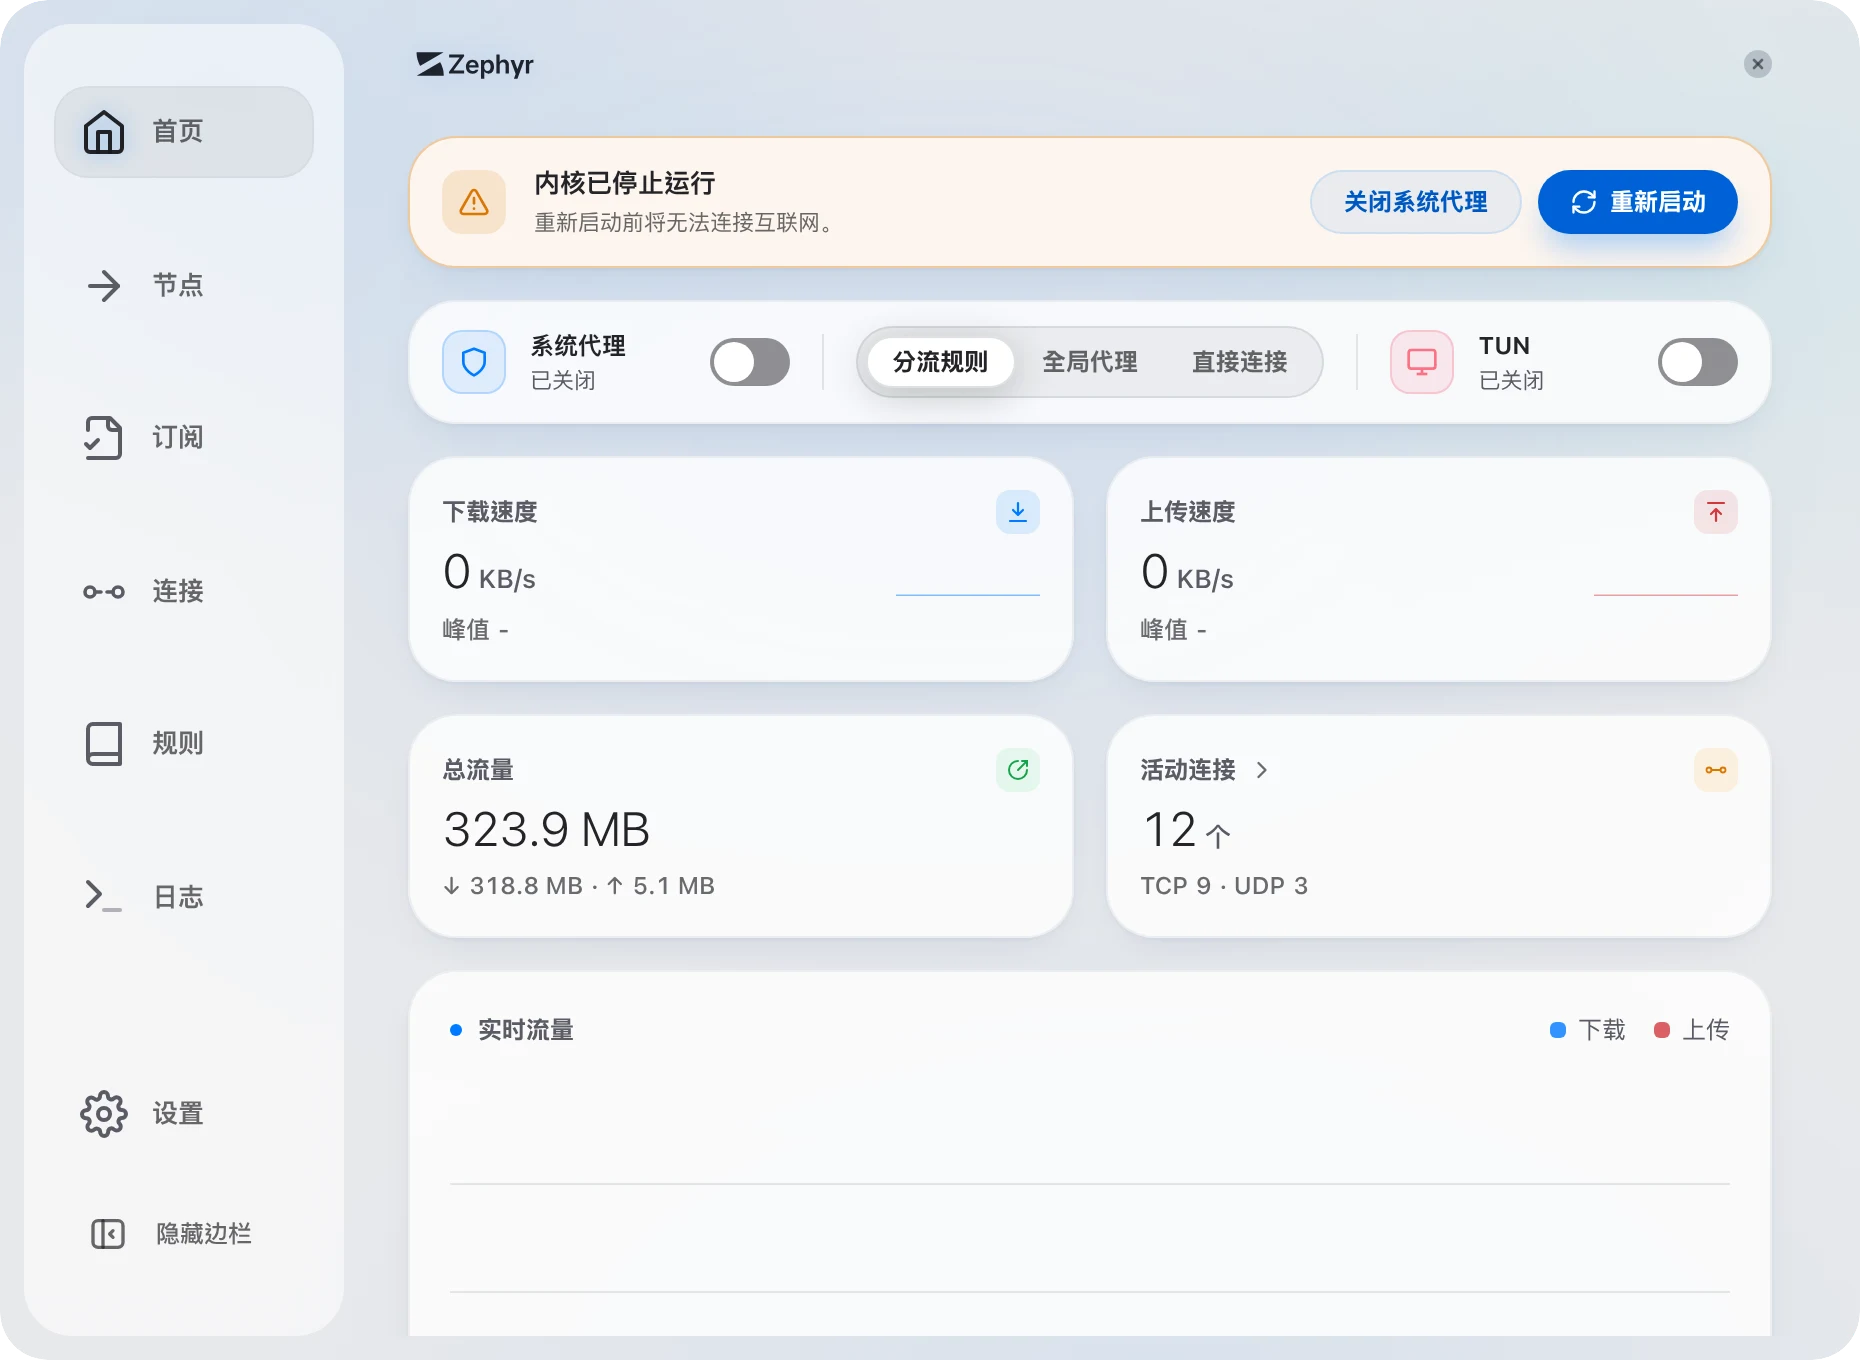 首页
节点
订阅
连接
规则
日志
设置
隐藏边栏
Zephyr
内核已停止运行
重新启动前将无法连接互联网。
关闭系统代理
重新启动
系统代理
已关闭
分流规则
全局代理
直接连接
TUN
已关闭
下载速度
0 KB/s
峰值 -
上传速度
0 KB/s
峰值 -
总流量
323.9 MB
↓ 318.8 MB · ↑ 5.1 MB
活动连接
12 个
TCP 9 · UDP 3
实时流量
下载
上传